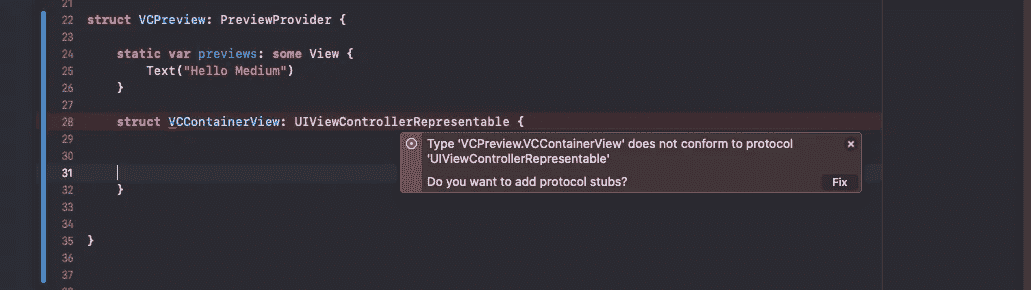 21
22 struct VCPreview: PreviewProvider {
23
24 static var previews: some View {
25 Text("Hello Medium")
26 }
27
28 struct VCContainerView: UIViewControllerRepresentable {
29 Type 'VCPreview.VCContainerView' does not conform to protocol
30 'UIViewControllerRepresentable'
31 Do you want to add protocol stubs? Fix
32 }
33
34
35 }
36
37